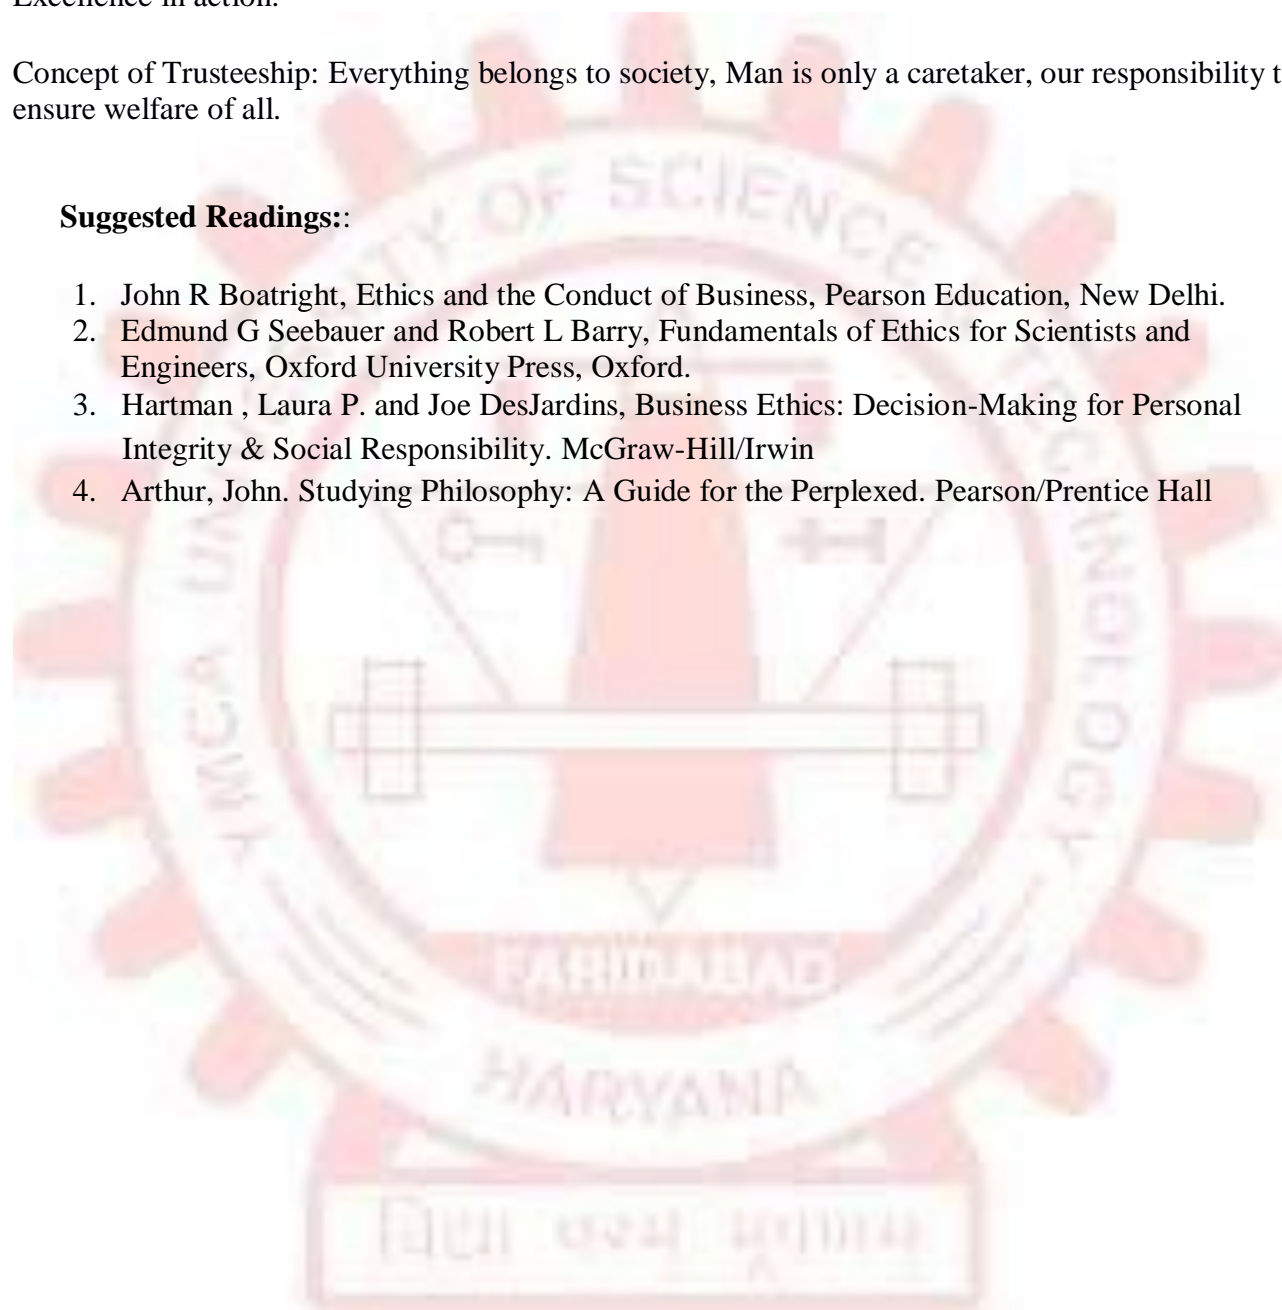 Excellence in action.
Concept of Trusteeship: Everything belongs to society, Man is only a caretaker, our responsibility t
ensure welfare of all.
Suggested Readings::
1. John R Boatright, Ethics and the Conduct of Business, Pearson Education, New Delhi.
2. Edmund G Seebauer and Robert L Barry, Fundamentals of Ethics for Scientists and
Engineers, Oxford University Press, Oxford.
3. Hartman , Laura P. and Joe DesJardins, Business Ethics: Decision-Making for Personal
Integrity & Social Responsibility. McGraw-Hill/Irwin
4. Arthur, John. Studying Philosophy: A Guide for the Perplexed. Pearson/Prentice Hall
YMCA UNIVERSITY OF SCIENCE TECHNOLOGY
FARIDABAD
HARYANA
विद्या परम्